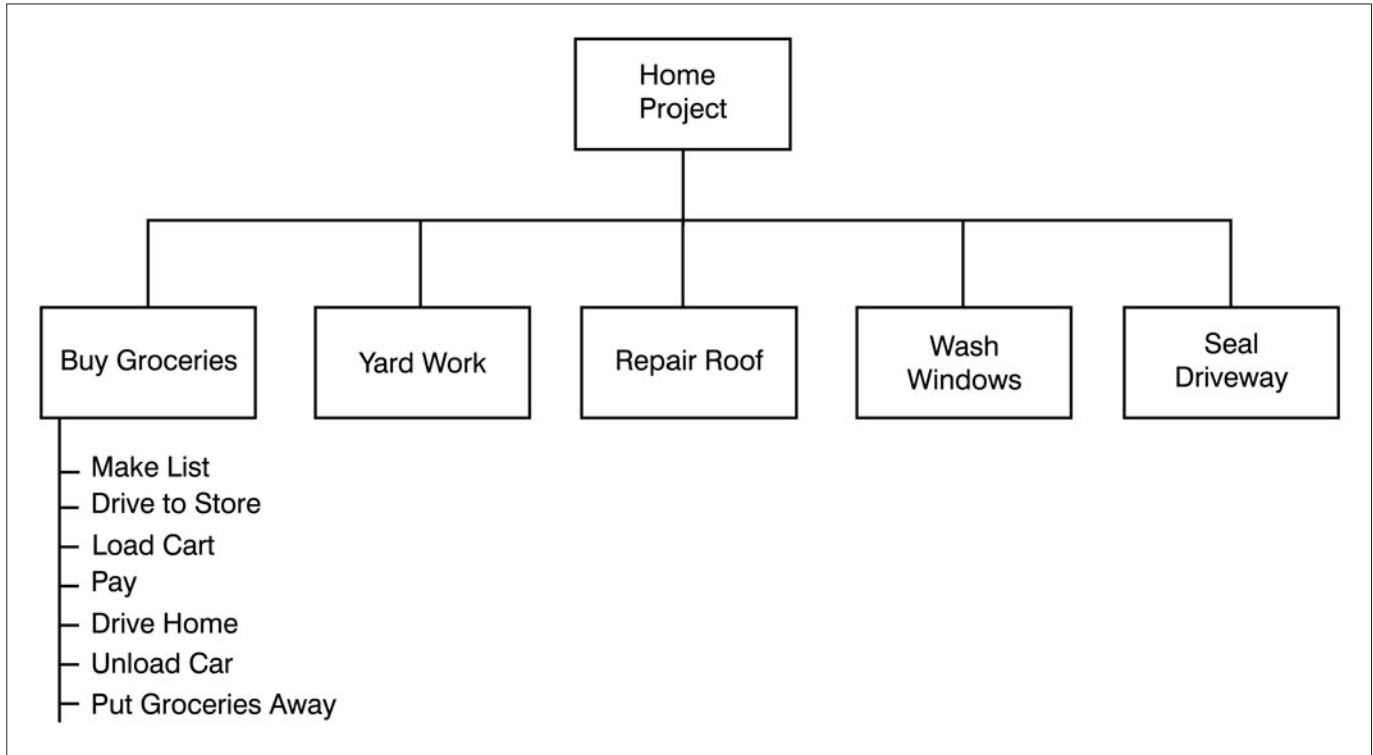 Home
Project
Buy Groceries
Yard Work
Repair Roof
Wash
Windows
Seal
Driveway
Make List
Drive to Store
Load Cart
Pay
Drive Home
Unload Car
Put Groceries Away